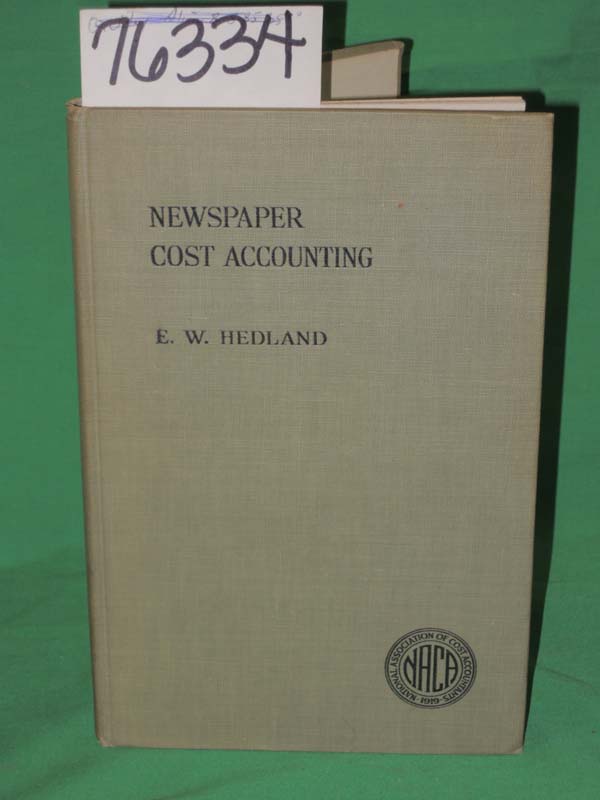 76334
NEWSPAPER
COST ACCOUNTING
E. W. HEDLAND
NATIONAL ASSOCIATION OF COST ACCOUNTANTS
NACA
·1919·